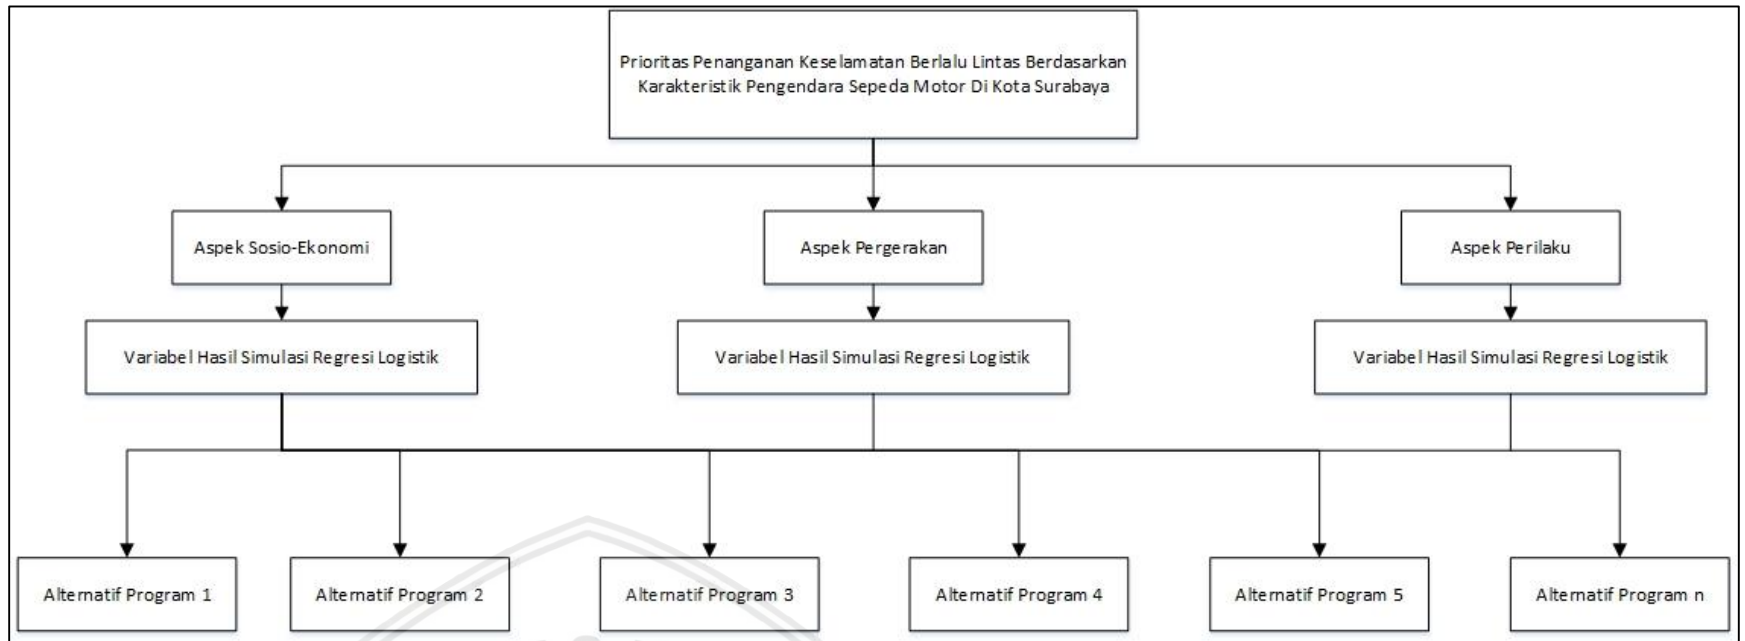 Prioritas Penanganan Keselamatan Berlalu Lintas Berdasarkan
Karakteristik Pengendara Sepeda Motor Di Kota Surabaya
Aspek Sosio-Ekonomi
Aspek Pergerakan
Aspek Perilaku
Variabel Hasil Simulasi Regresi Logistik
Variabel Hasil Simulasi Regresi Logistik
Variabel Hasil Simulasi Regresi Logistik
Alternatif Program 1
Alternatif Program 2
Alternatif Program 3
Alternatif Program 4
Alternatif Program 5
Alternatif Program n